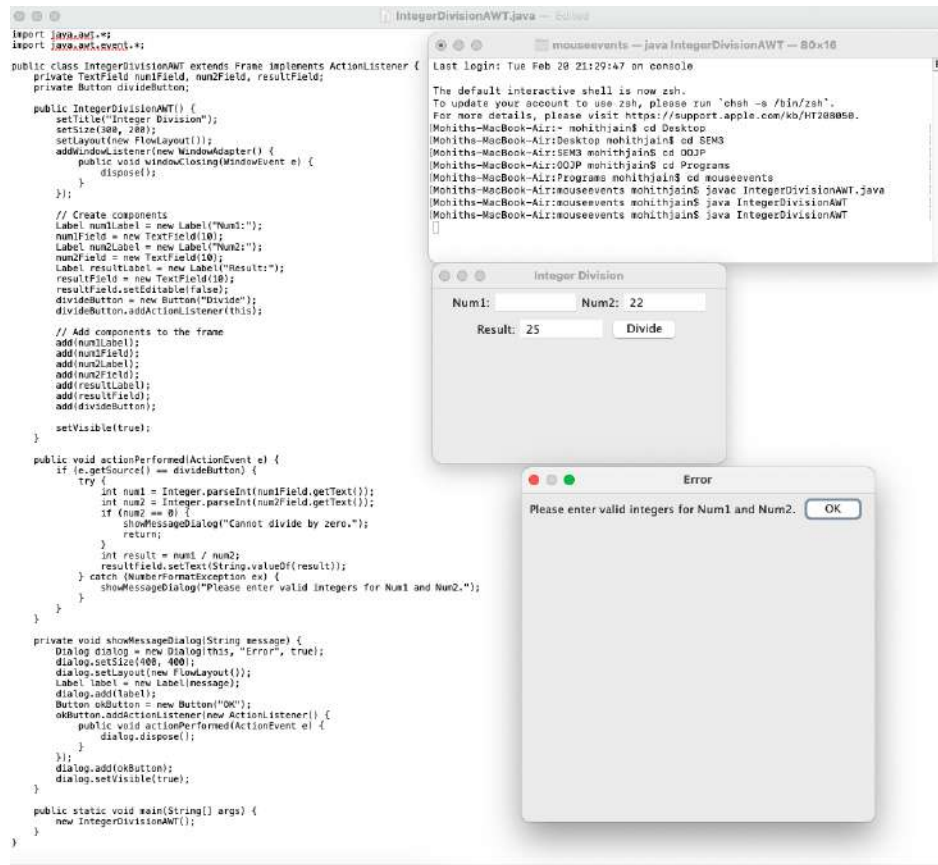 IntegerDivisionAWT.java — Edited
import java.awt.*;
import java.awt.event.*;
public class IntegerDivisionAWT extends Frame implements ActionListener {
private TextField num1Field, num2Field, resultField;
private Button divideButton;
public IntegerDivisionAWT() {
setTitle("Integer Division");
setSize(300, 200);
setLayout(new FlowLayout());
addWindowListener(new WindowAdapter() {
public void windowClosing(WindowEvent e) {
dispose();
}
});
// Create components
Label num1Label = new Label("Num1:");
num1Field = new TextField(10);
Label num2Label = new Label("Num2:");
num2Field = new TextField(10);
Label resultLabel = new Label("Result:");
resultField = new TextField(10);
resultField.setEditable(false);
divideButton = new Button("Divide");
divideButton.addActionListener(this);
// Add components to the frame
add(num1Label);
add(num1Field);
add(num2Label);
add(num2Field);
add(resultLabel);
add(resultField);
add(divideButton);
setVisible(true);
}
public void actionPerformed(ActionEvent e) {
if (e.getSource() == divideButton) {
try {
int num1 = Integer.parseInt(num1Field.getText());
int num2 = Integer.parseInt(num2Field.getText());
if (num2 == 0) {
showMessageDialog("Cannot divide by zero.");
return;
}
int result = num1 / num2;
resultField.setText(String.valueOf(result));
} catch (NumberFormatException ex) {
showMessageDialog("Please enter valid integers for Num1 and Num2.");
}
}
}
private void showMessageDialog(String message) {
Dialog dialog = new Dialog(this, "Error", true);
dialog.setSize(400, 400);
dialog.setLayout(new FlowLayout());
Label label = new Label(message);
dialog.add(label);
Button okButton = new Button("OK");
okButton.addActionListener(new ActionListener() {
public void actionPerformed(ActionEvent e) {
dialog.dispose();
}
});
dialog.add(okButton);
dialog.setVisible(true);
}
public static void main(String[] args) {
new IntegerDivisionAWT();
}
}
mouseevents — java IntegerDivisionAWT — 80×16
Last login: Tue Feb 20 21:29:47 on console
The default interactive shell is now zsh.
To update your account to use zsh, please run `chsh -s /bin/zsh`.
For more details, please visit https://support.apple.com/kb/HT208050.
[Mohiths-MacBook-Air:~ mohithjain$ cd Desktop
[Mohiths-MacBook-Air:Desktop mohithjain$ cd SEM3
[Mohiths-MacBook-Air:SEM3 mohithjain$ cd OOJP
[Mohiths-MacBook-Air:OOJP mohithjain$ cd Programs
[Mohiths-MacBook-Air:Programs mohithjain$ cd mouseevents
[Mohiths-MacBook-Air:mouseevents mohithjain$ javac IntegerDivisionAWT.java
[Mohiths-MacBook-Air:mouseevents mohithjain$ java IntegerDivisionAWT
[Mohiths-MacBook-Air:mouseevents mohithjain$ java IntegerDivisionAWT
Integer Division
Num1: Num2: 22
Result: 25 Divide
Error
Please enter valid integers for Num1 and Num2. OK